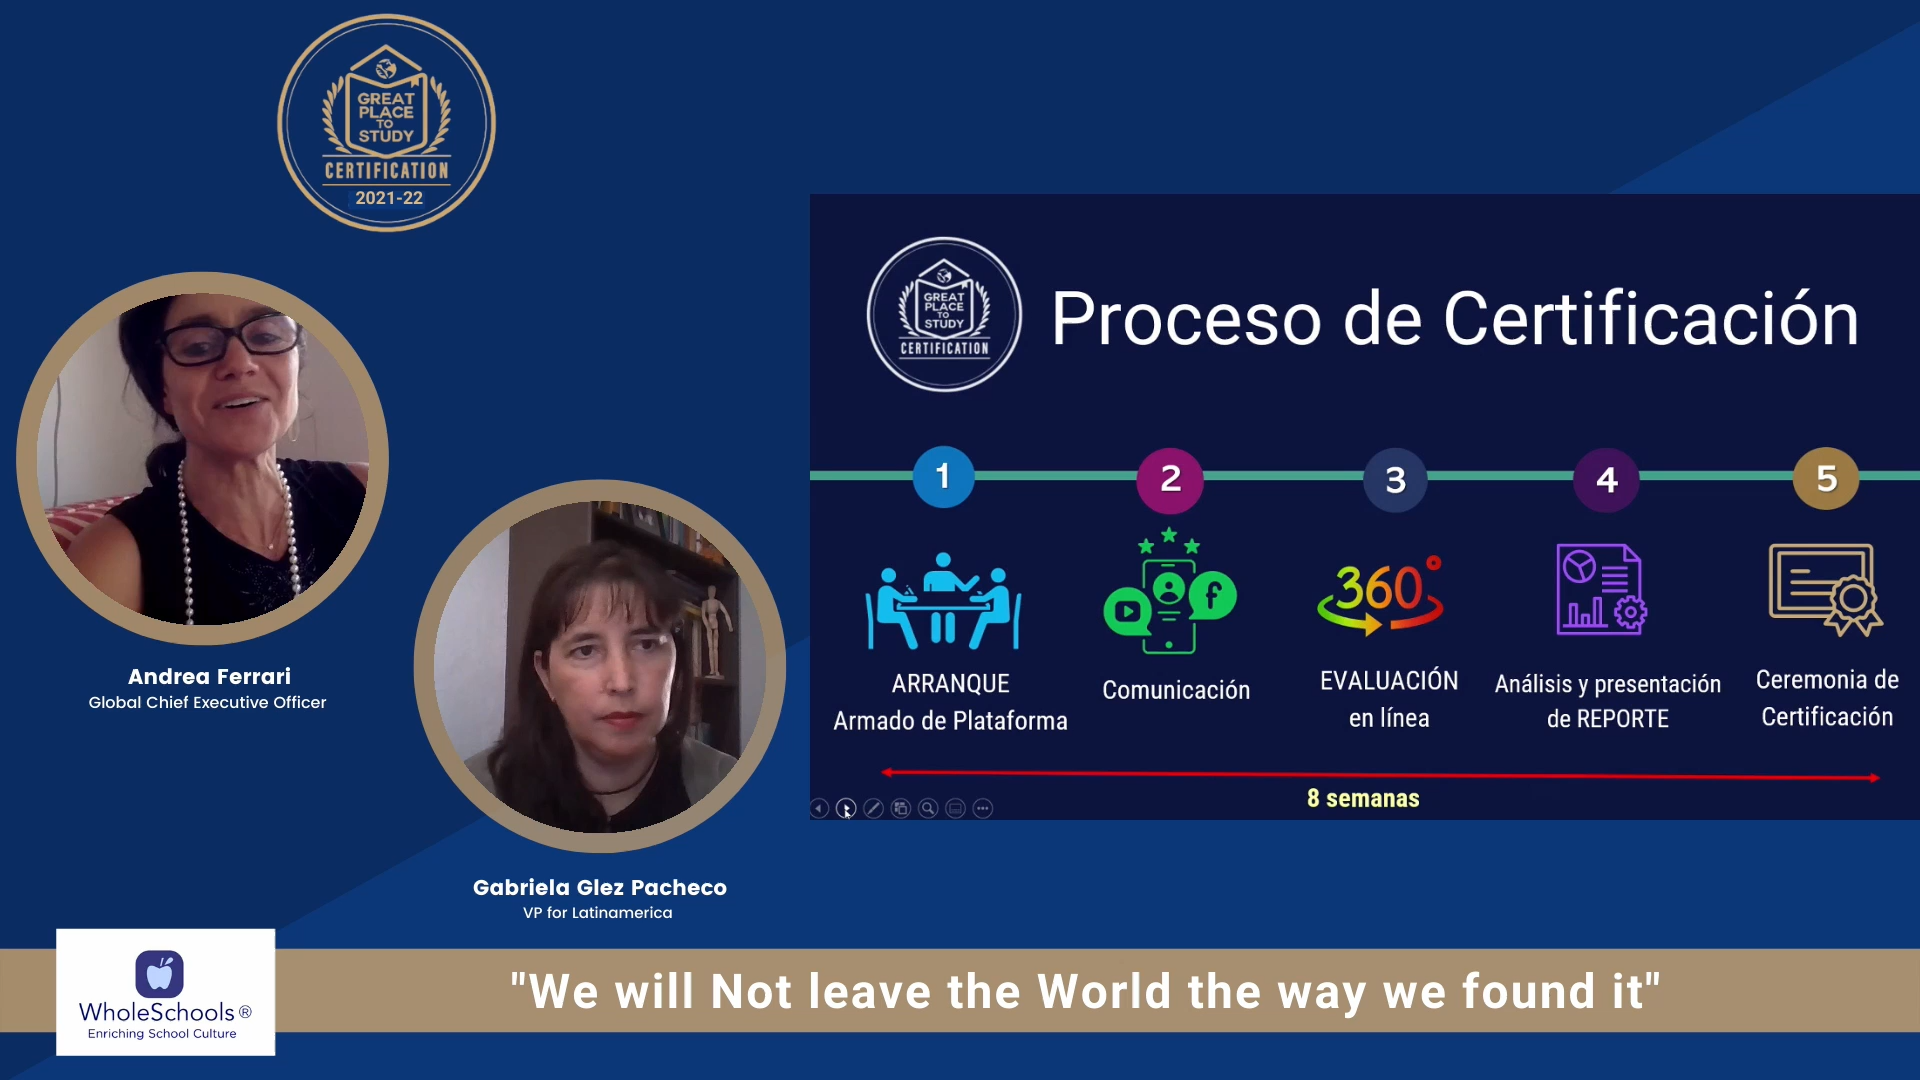 GREAT
PLACE
TO
STUDY
CERTIFICATION
2021-22
Andrea Ferrari
Global Chief Executive Officer
Gabriela Glez Pacheco
VP for Latinamerica
GREAT
PLACE
TO
STUDY
CERTIFICATION
Proceso de Certificación
1
2
3
4
5
360°
ARRANQUE
Armado de Plataforma
Comunicación
EVALUACIÓN
en línea
Análisis y presentación
de REPORTE
Ceremonia de
Certificación
8 semanas
WholeSchools®
Enriching School Culture
"We will Not leave the World the way we found it"